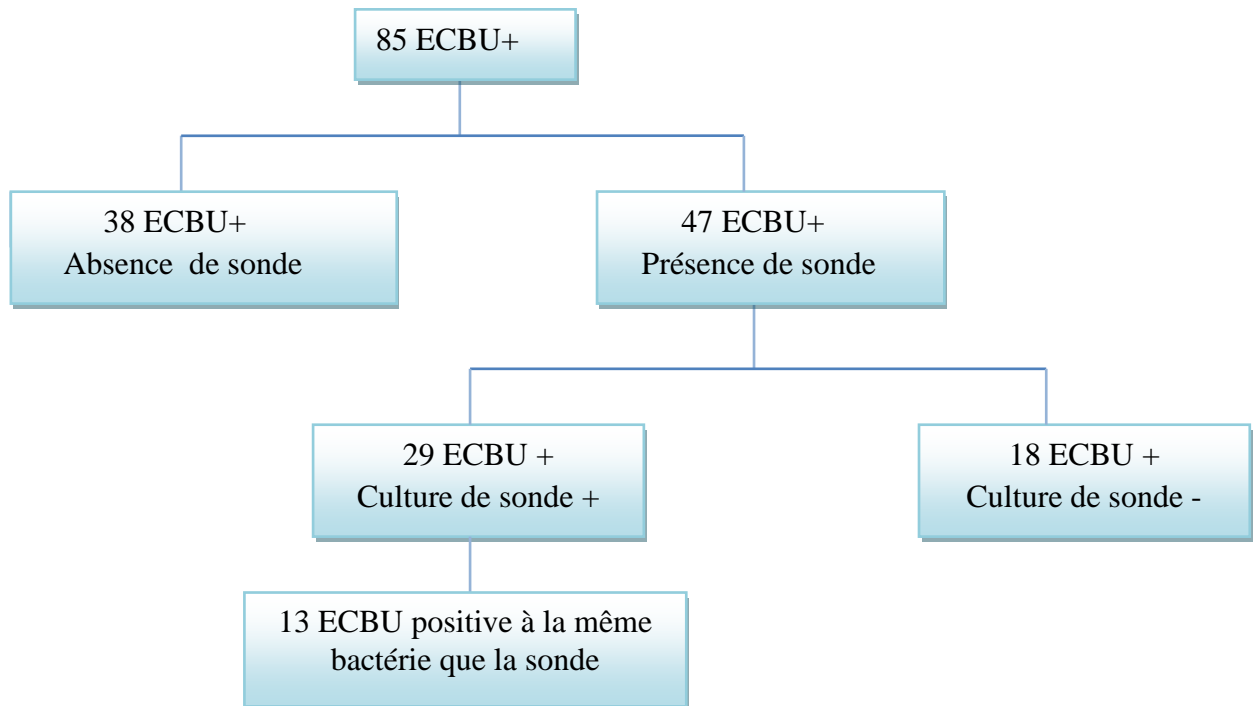 85 ECBU+
38 ECBU+
Absence de sonde
47 ECBU+
Présence de sonde
29 ECBU +
Culture de sonde +
18 ECBU +
Culture de sonde -
13 ECBU positive à la même
bactérie que la sonde